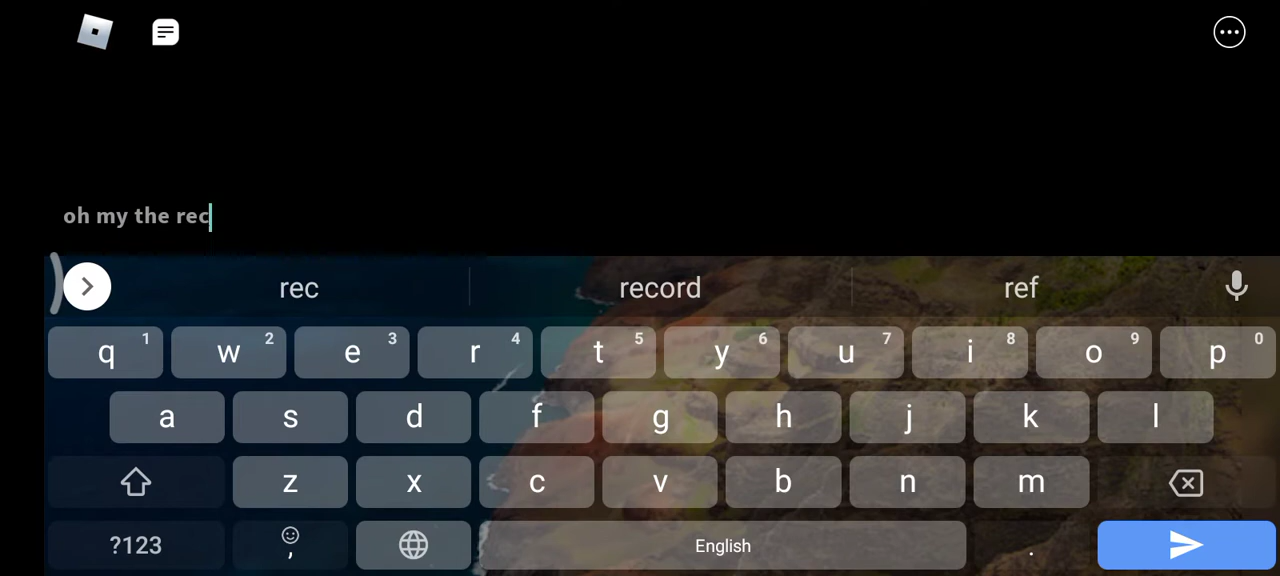 oh my the rec
rec record ref
q 1 w 2 e 3 r 4 t 5 y 6 u 7 i 8 o 9 p 0
a s d f g h j k l
z x c v b n m
?123 , English .